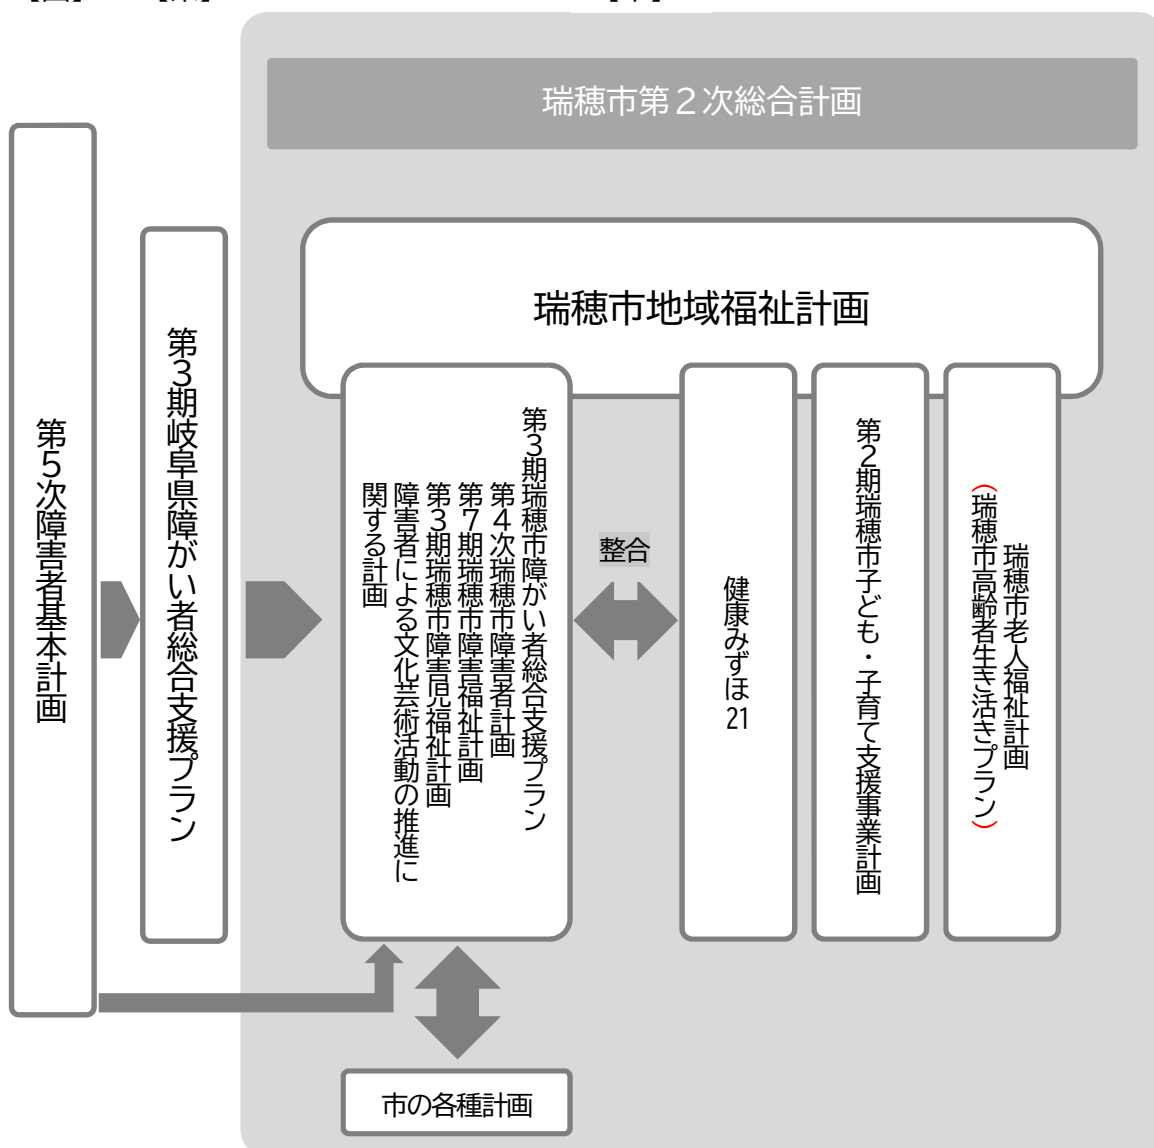 瑞穂市第２次総合計画
瑞穂市地域福祉計画
第５次障害者基本計画
第３期岐阜県障がい者総合支援プラン
第３期瑞穂市障がい者総合支援プラン
第４次瑞穂市障害者計画
第７期瑞穂市障害福祉計画
第３期瑞穂市障害児福祉計画
障害者による文化芸術活動の推進に
関する計画
整合
健康みずほ21
第２期瑞穂市子ども・子育て支援事業計画
瑞穂市老人福祉計画
（瑞穂市高齢者生き活きプラン）
市の各種計画